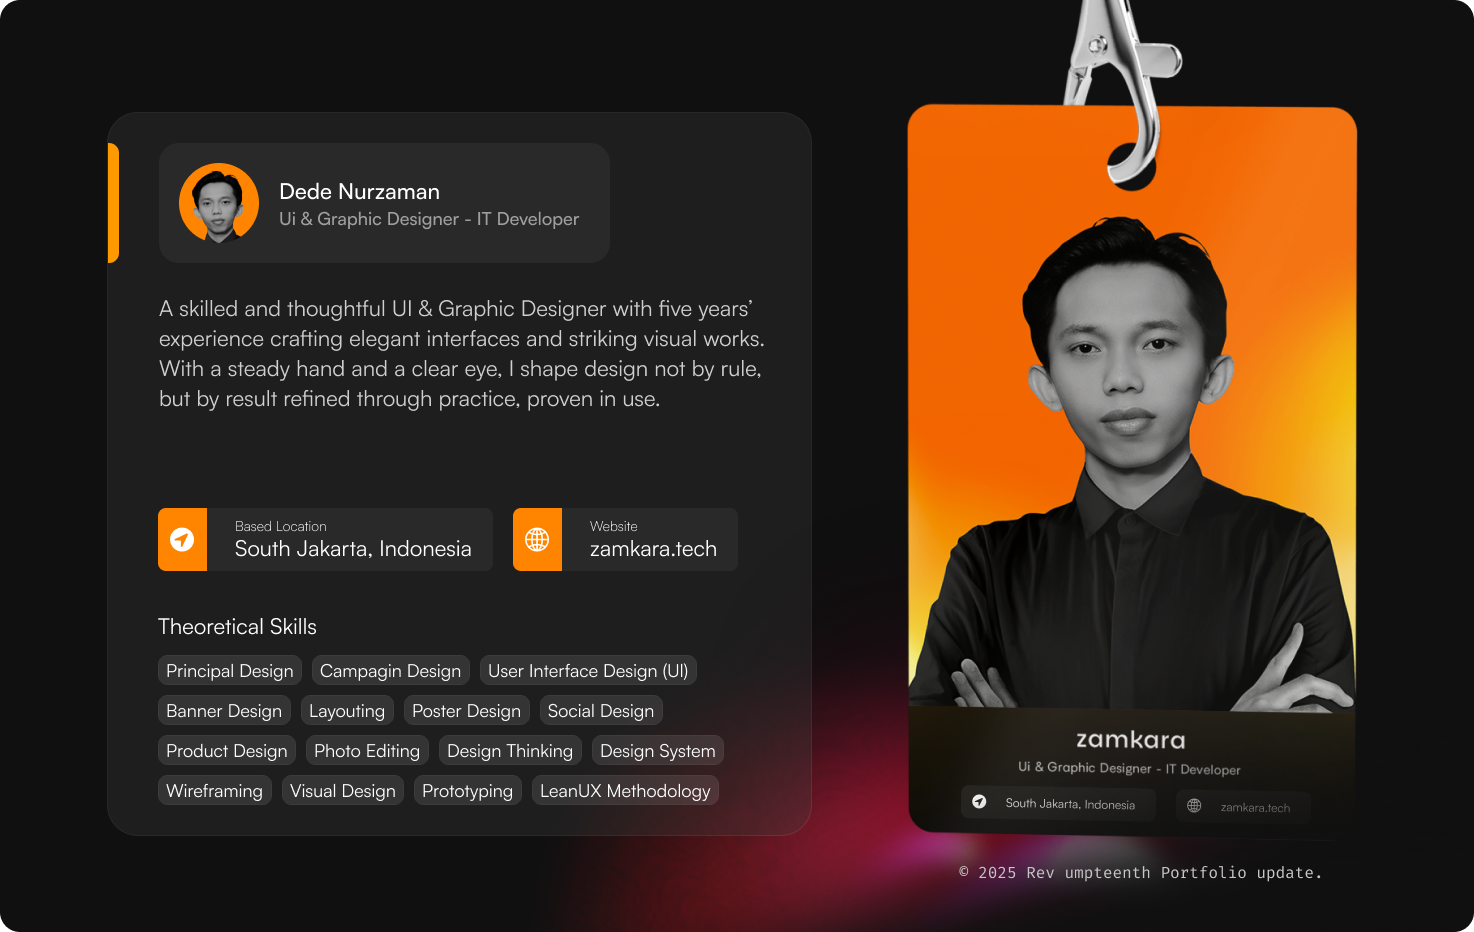 Dede Nurzaman
Ui & Graphic Designer - IT Developer
A skilled and thoughtful UI & Graphic Designer with five years’
experience crafting elegant interfaces and striking visual works.
With a steady hand and a clear eye, I shape design not by rule,
but by result refined through practice, proven in use.
Based Location
South Jakarta, Indonesia
Website
zamkara.tech
Theoretical Skills
Principal Design
Campagin Design
User Interface Design (UI)
Banner Design
Layouting
Poster Design
Social Design
Product Design
Photo Editing
Design Thinking
Design System
Wireframing
Visual Design
Prototyping
LeanUX Methodology
zamkara
Ui & Graphic Designer - IT Developer
South Jakarta, Indonesia
zamkara.tech
© 2025 Rev umpteenth Portfolio update.